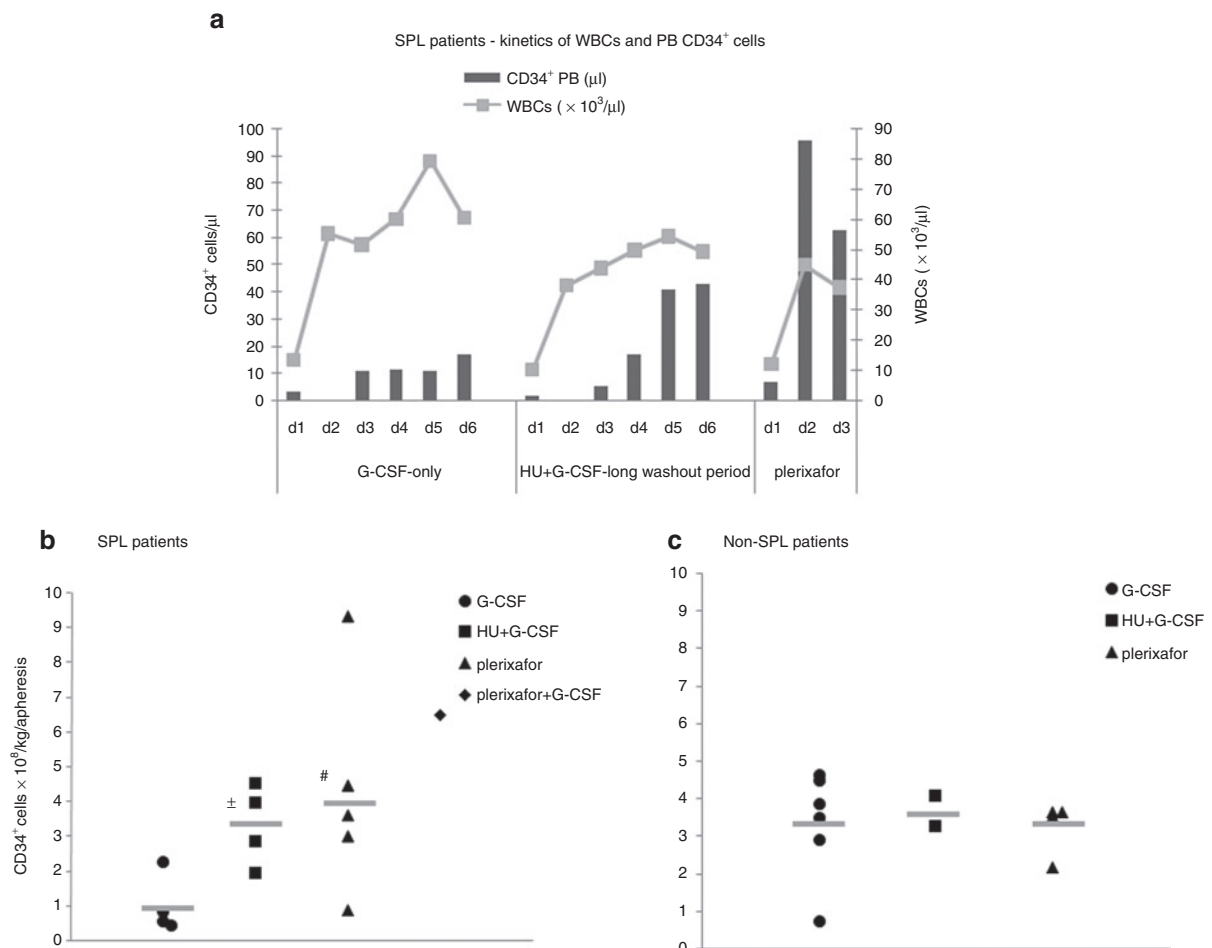 a
SPL patients - kinetics of WBCs and PB CD34⁺ cells
CD34⁺ PB (µl)
WBCs ( × 10³/µl)
CD34⁺ cells/µl
100
90
80
70
60
50
40
30
20
10
0
WBCs ( × 10³/µl)
90
80
70
60
50
40
30
20
10
0
d1 d2 d3 d4 d5 d6 d1 d2 d3 d4 d5 d6 d1 d2 d3
G-CSF-only HU+G-CSF-long washout period plerixafor
b SPL patients
CD34⁺ cells × 10⁸/kg/apheresis
10
9
8
7
6
5
4
3
2
1
0
±
#
G-CSF
HU+G-CSF
plerixafor
plerixafor+G-CSF
c Non-SPL patients
10
9
8
7
6
5
4
3
2
1
0
G-CSF
HU+G-CSF
plerixafor